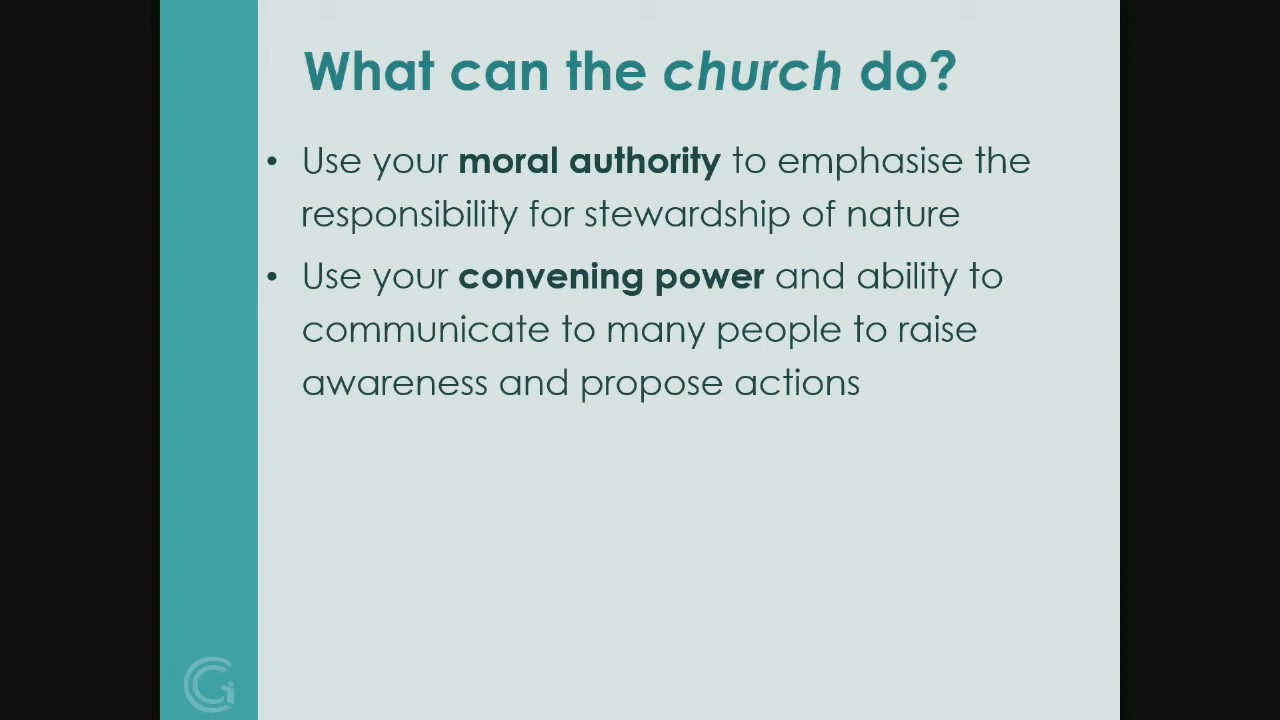 What can the church do?
• Use your moral authority to emphasise the
responsibility for stewardship of nature
• Use your convening power and ability to
communicate to many people to raise
awareness and propose actions